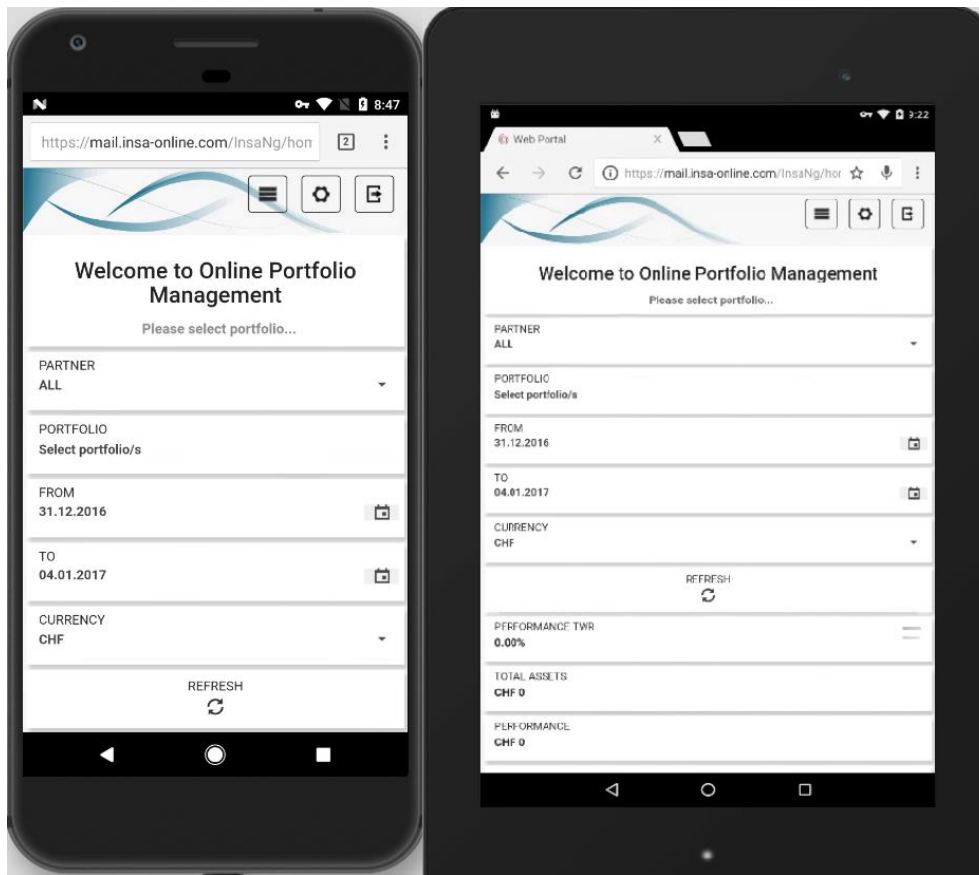 8:47
https://mail.insa-online.com/InsaNg/hom
2
Welcome to Online Portfolio
Management
Please select portfolio...
PARTNER
ALL
PORTFOLIO
Select portfolio/s
FROM
31.12.2016
TO
04.01.2017
CURRENCY
CHF
REFRESH
9:22
Web Portal
https://mail.insa-online.com/InsaNg/hor
Welcome to Online Portfolio Management
Please select portfolio...
PARTNER
ALL
PORTFOLIO
Select portfolio/s
FROM
31.12.2016
TO
04.01.2017
CURRENCY
CHF
REFRESH
PERFORMANCE TWR
0.00%
TOTAL ASSETS
CHF 0
PERFORMANCE
CHF 0